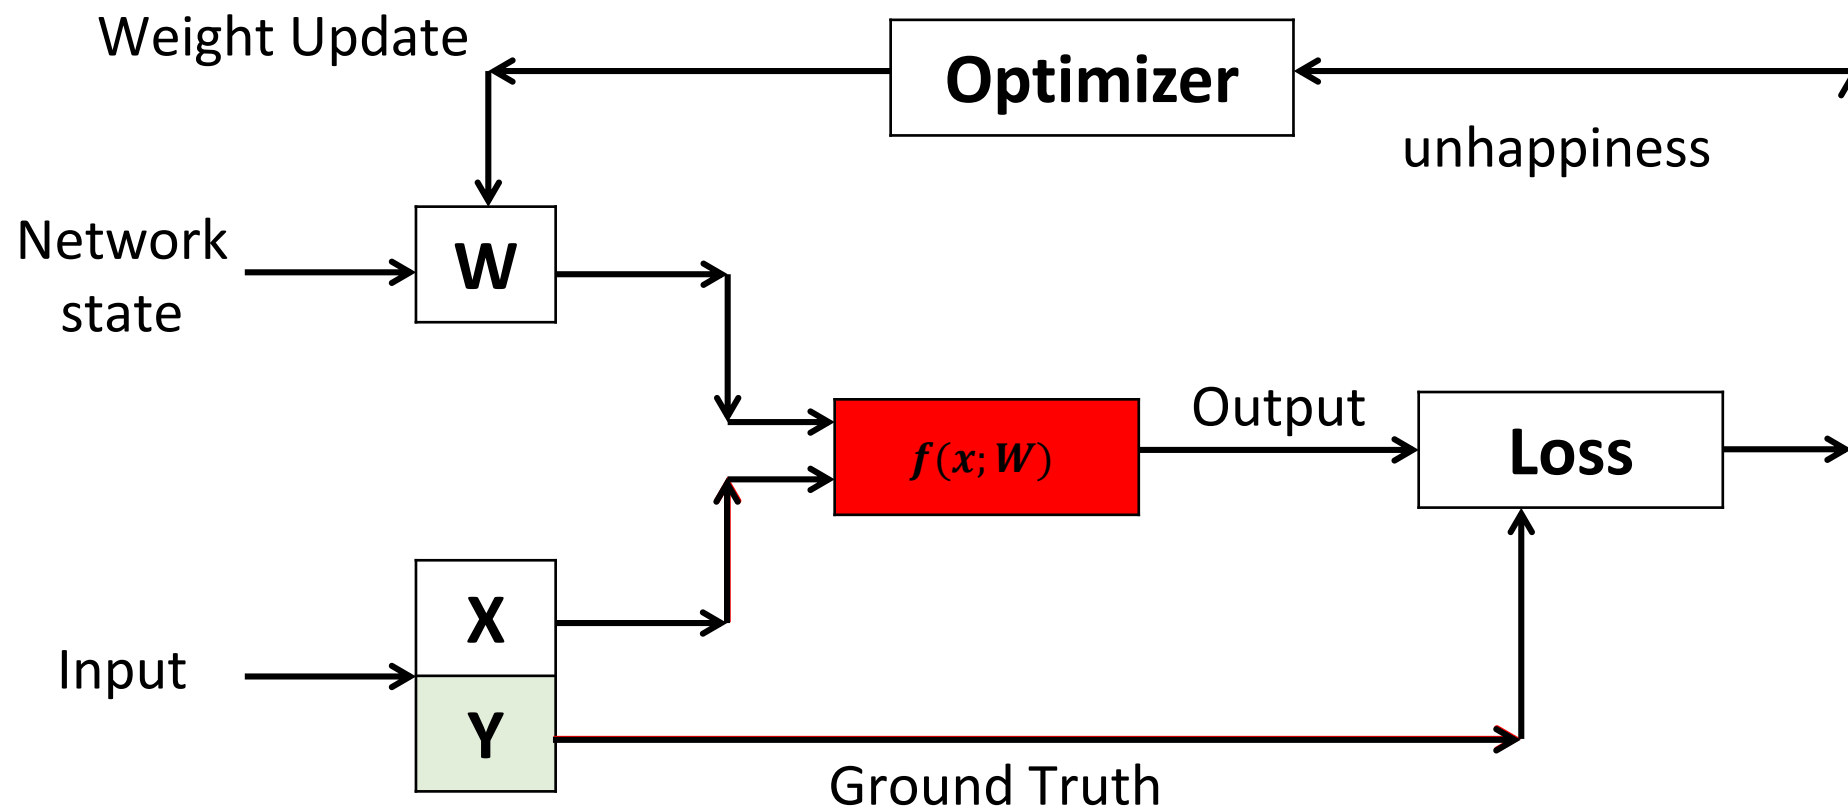 Weight Update
Optimizer
unhappiness
Network
state
W
Output
f(x; W)
Loss
X
Input
Y
Ground Truth